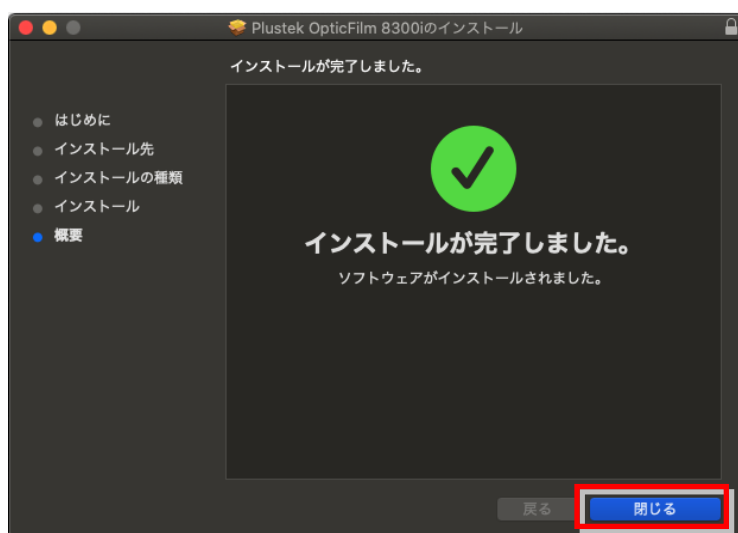 Plustek OpticFilm 8300iのインストール
インストールが完了しました。
はじめに
インストール先
インストールの種類
インストール
概要
インストールが完了しました。
ソフトウェアがインストールされました。
戻る
閉じる